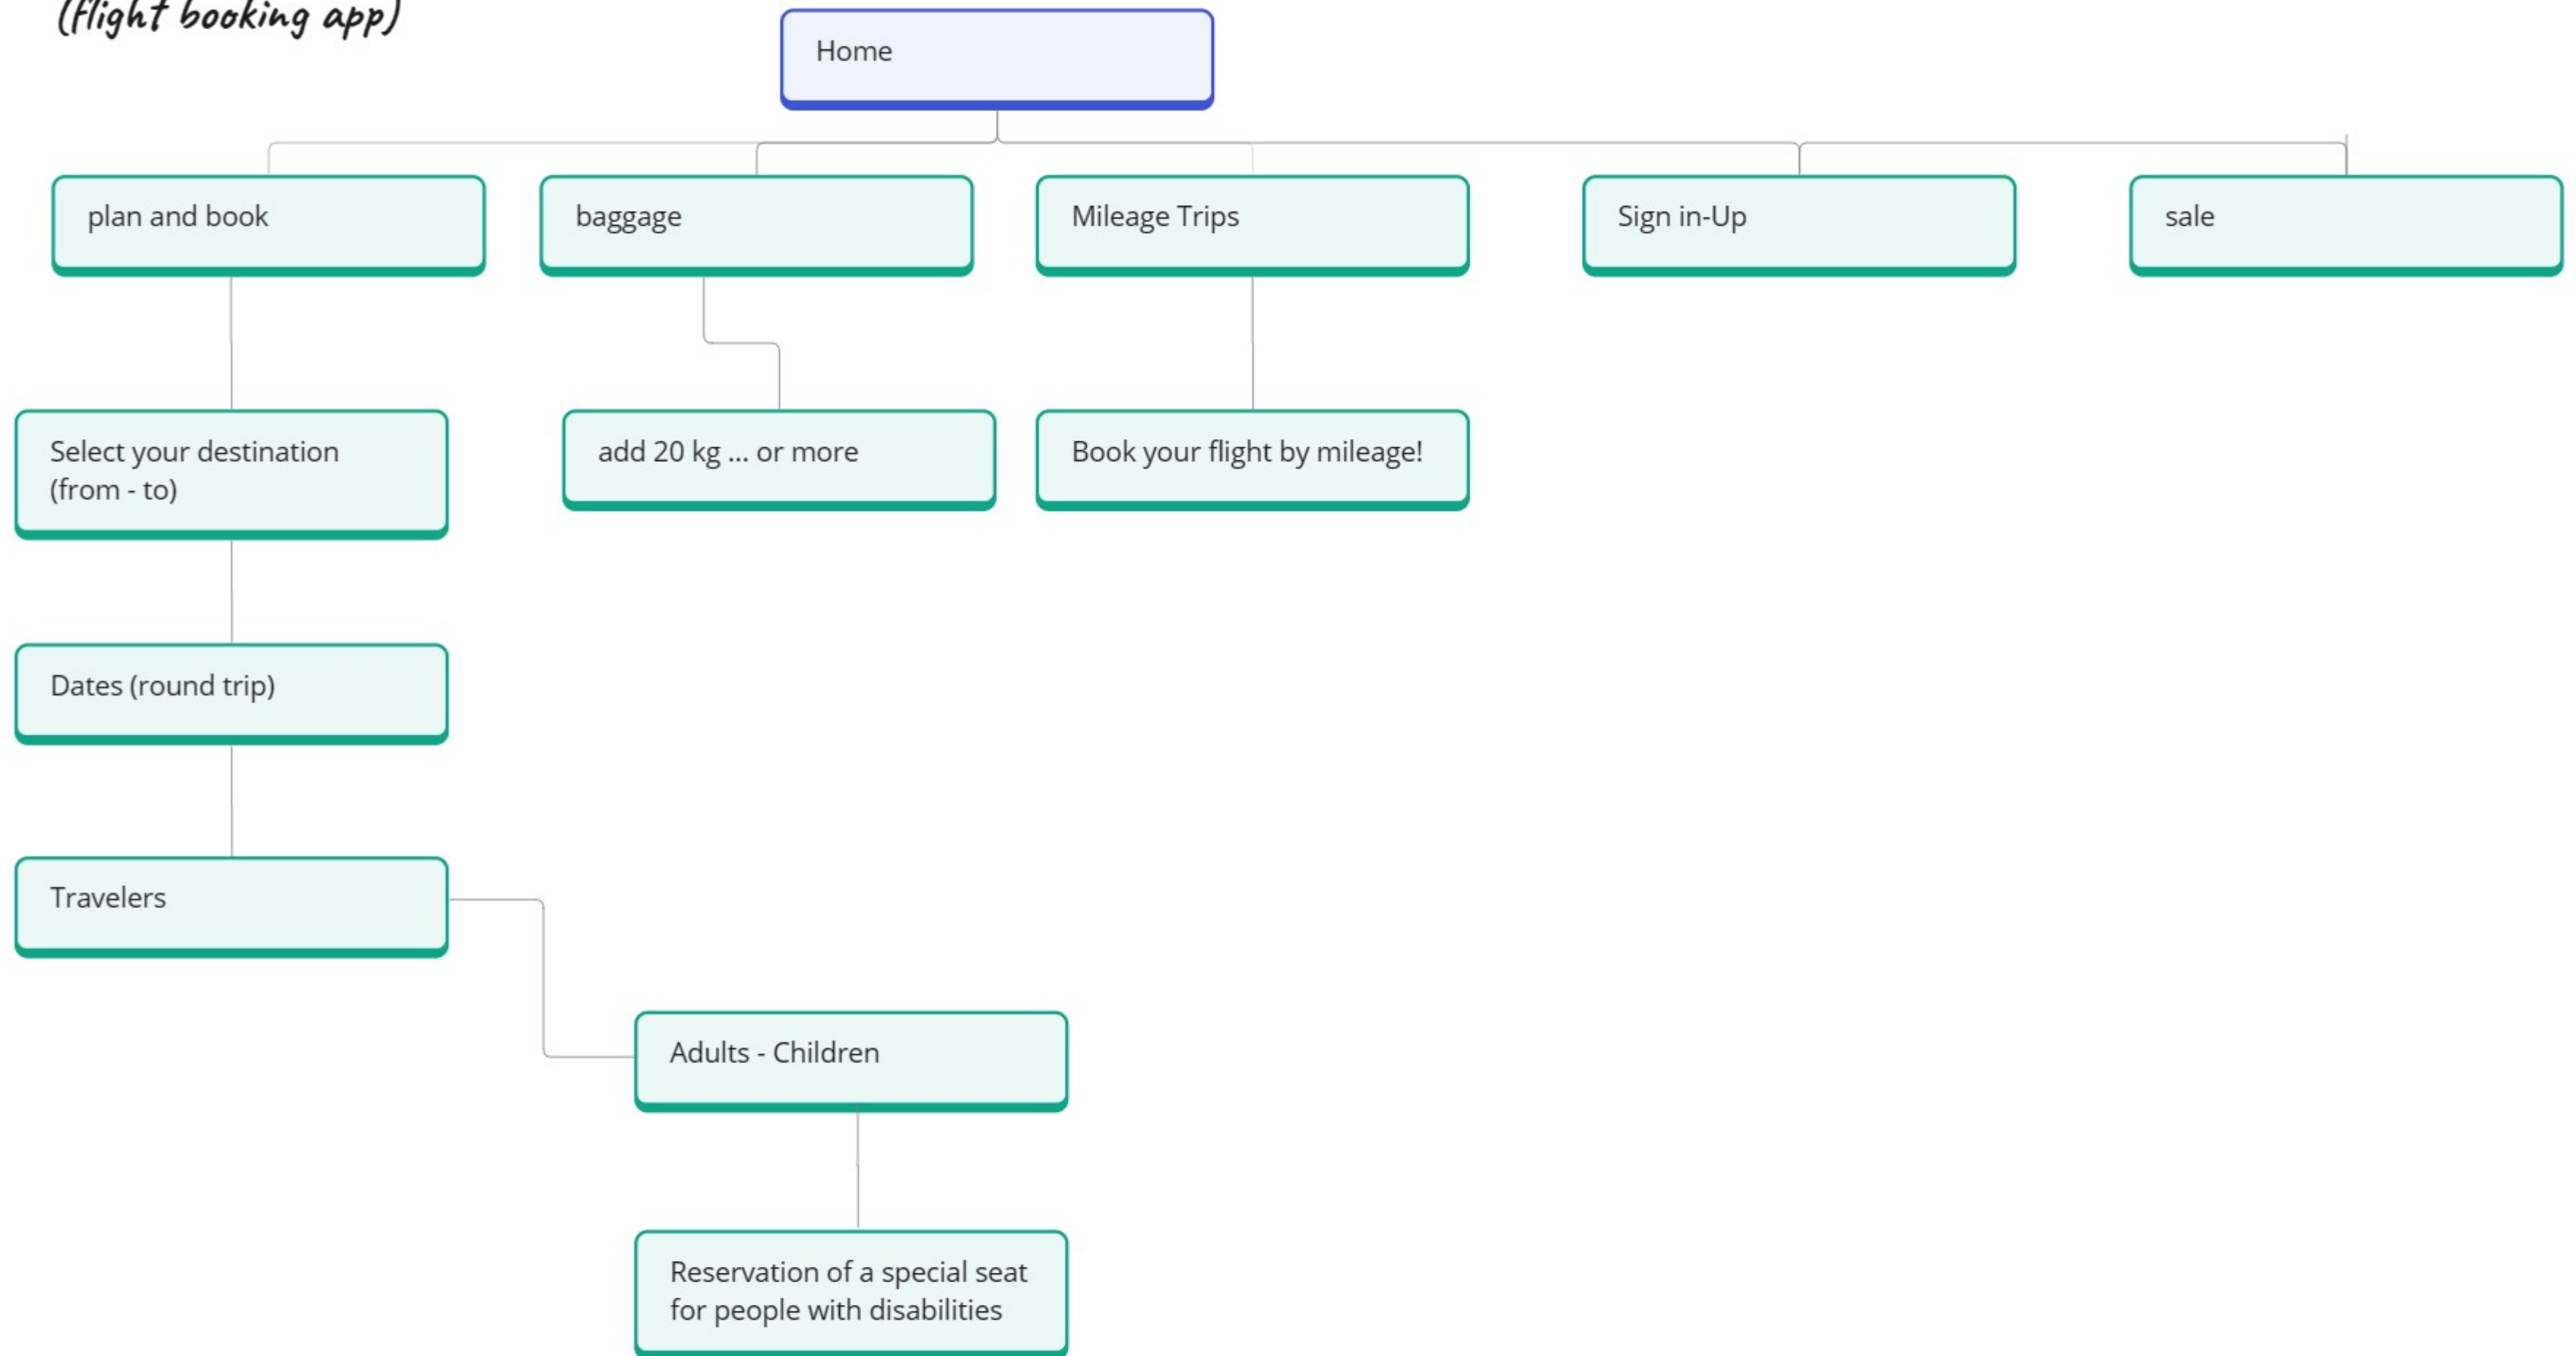 (flight booking app)
Home
plan and book
baggage
Mileage Trips
Sign in-Up
sale
Select your destination
(from - to)
add 20 kg ... or more
Book your flight by mileage!
Dates (round trip)
Travelers
Adults - Children
Reservation of a special seat
for people with disabilities